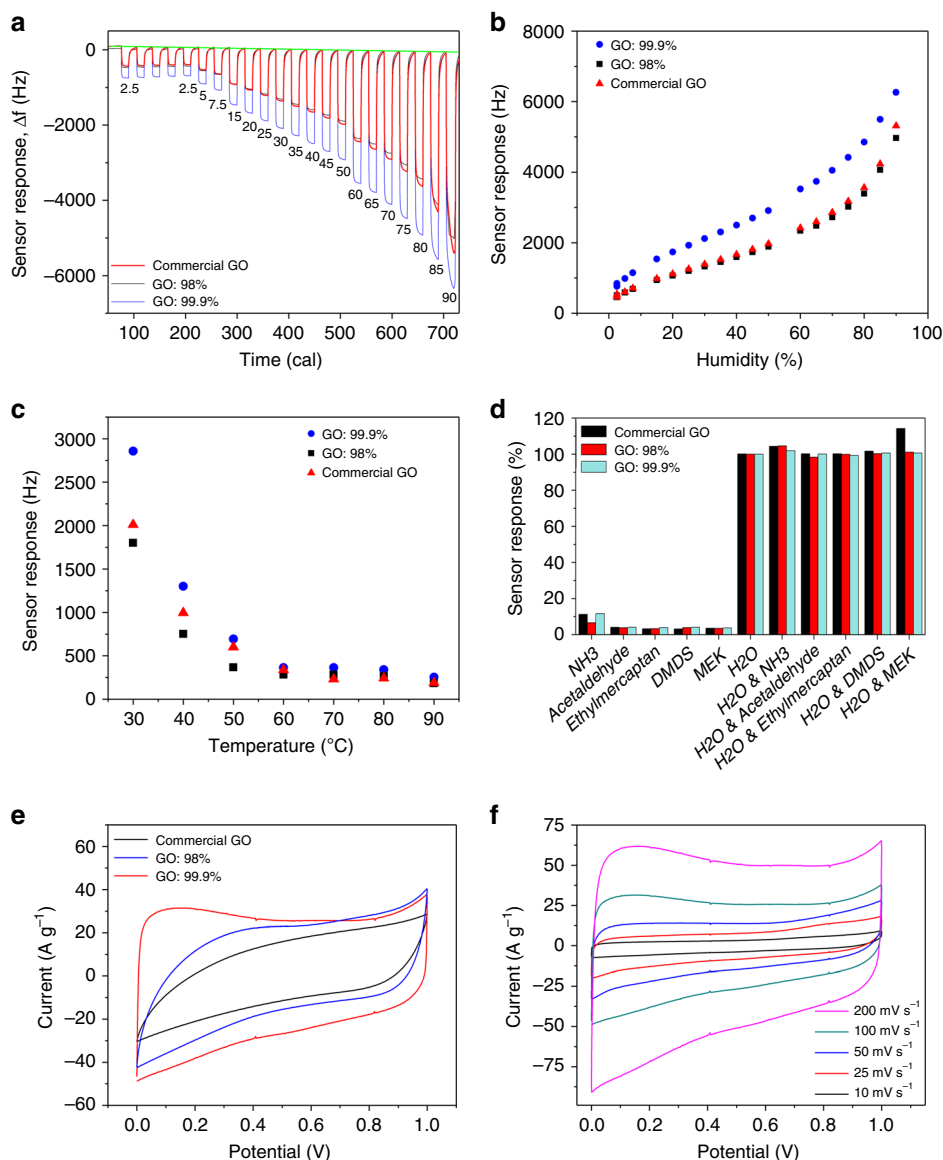 a
Sensor response, Δf (Hz)
0
−2000
−4000
−6000
2.5
2.5
5
7.5
15
20
25
30
35
40
45
50
60
65
70
75
80
85
90
Commercial GO
GO: 98%
GO: 99.9%
100 200 300 400 500 600 700
Time (cal)
b
Sensor response (Hz)
8000
6000
4000
2000
0
GO: 99.9%
GO: 98%
Commercial GO
0 20 40 60 80 100
Humidity (%)
c
Sensor response (Hz)
3000
2500
2000
1500
1000
500
0
GO: 99.9%
GO: 98%
Commercial GO
30 40 50 60 70 80 90
Temperature (°C)
d
Sensor response (%)
120
100
80
20
10
0
Commercial GO
GO: 98%
GO: 99.9%
NH3
Acetaldehyde
Ethylmercaptan
DMDS
MEK
H2O
H2O & NH3
H2O & Acetaldehyde
H2O & Ethylmercaptan
H2O & DMDS
H2O & MEK
e
Current (A g−1)
60
40
20
0
−20
−40
−60
Commercial GO
GO: 98%
GO: 99.9%
0.0 0.2 0.4 0.6 0.8 1.0
Potential (V)
f
Current (A g−1)
75
50
25
0
−25
−50
−75
200 mV s−1
100 mV s−1
50 mV s−1
25 mV s−1
10 mV s−1
0.0 0.2 0.4 0.6 0.8 1.0
Potential (V)